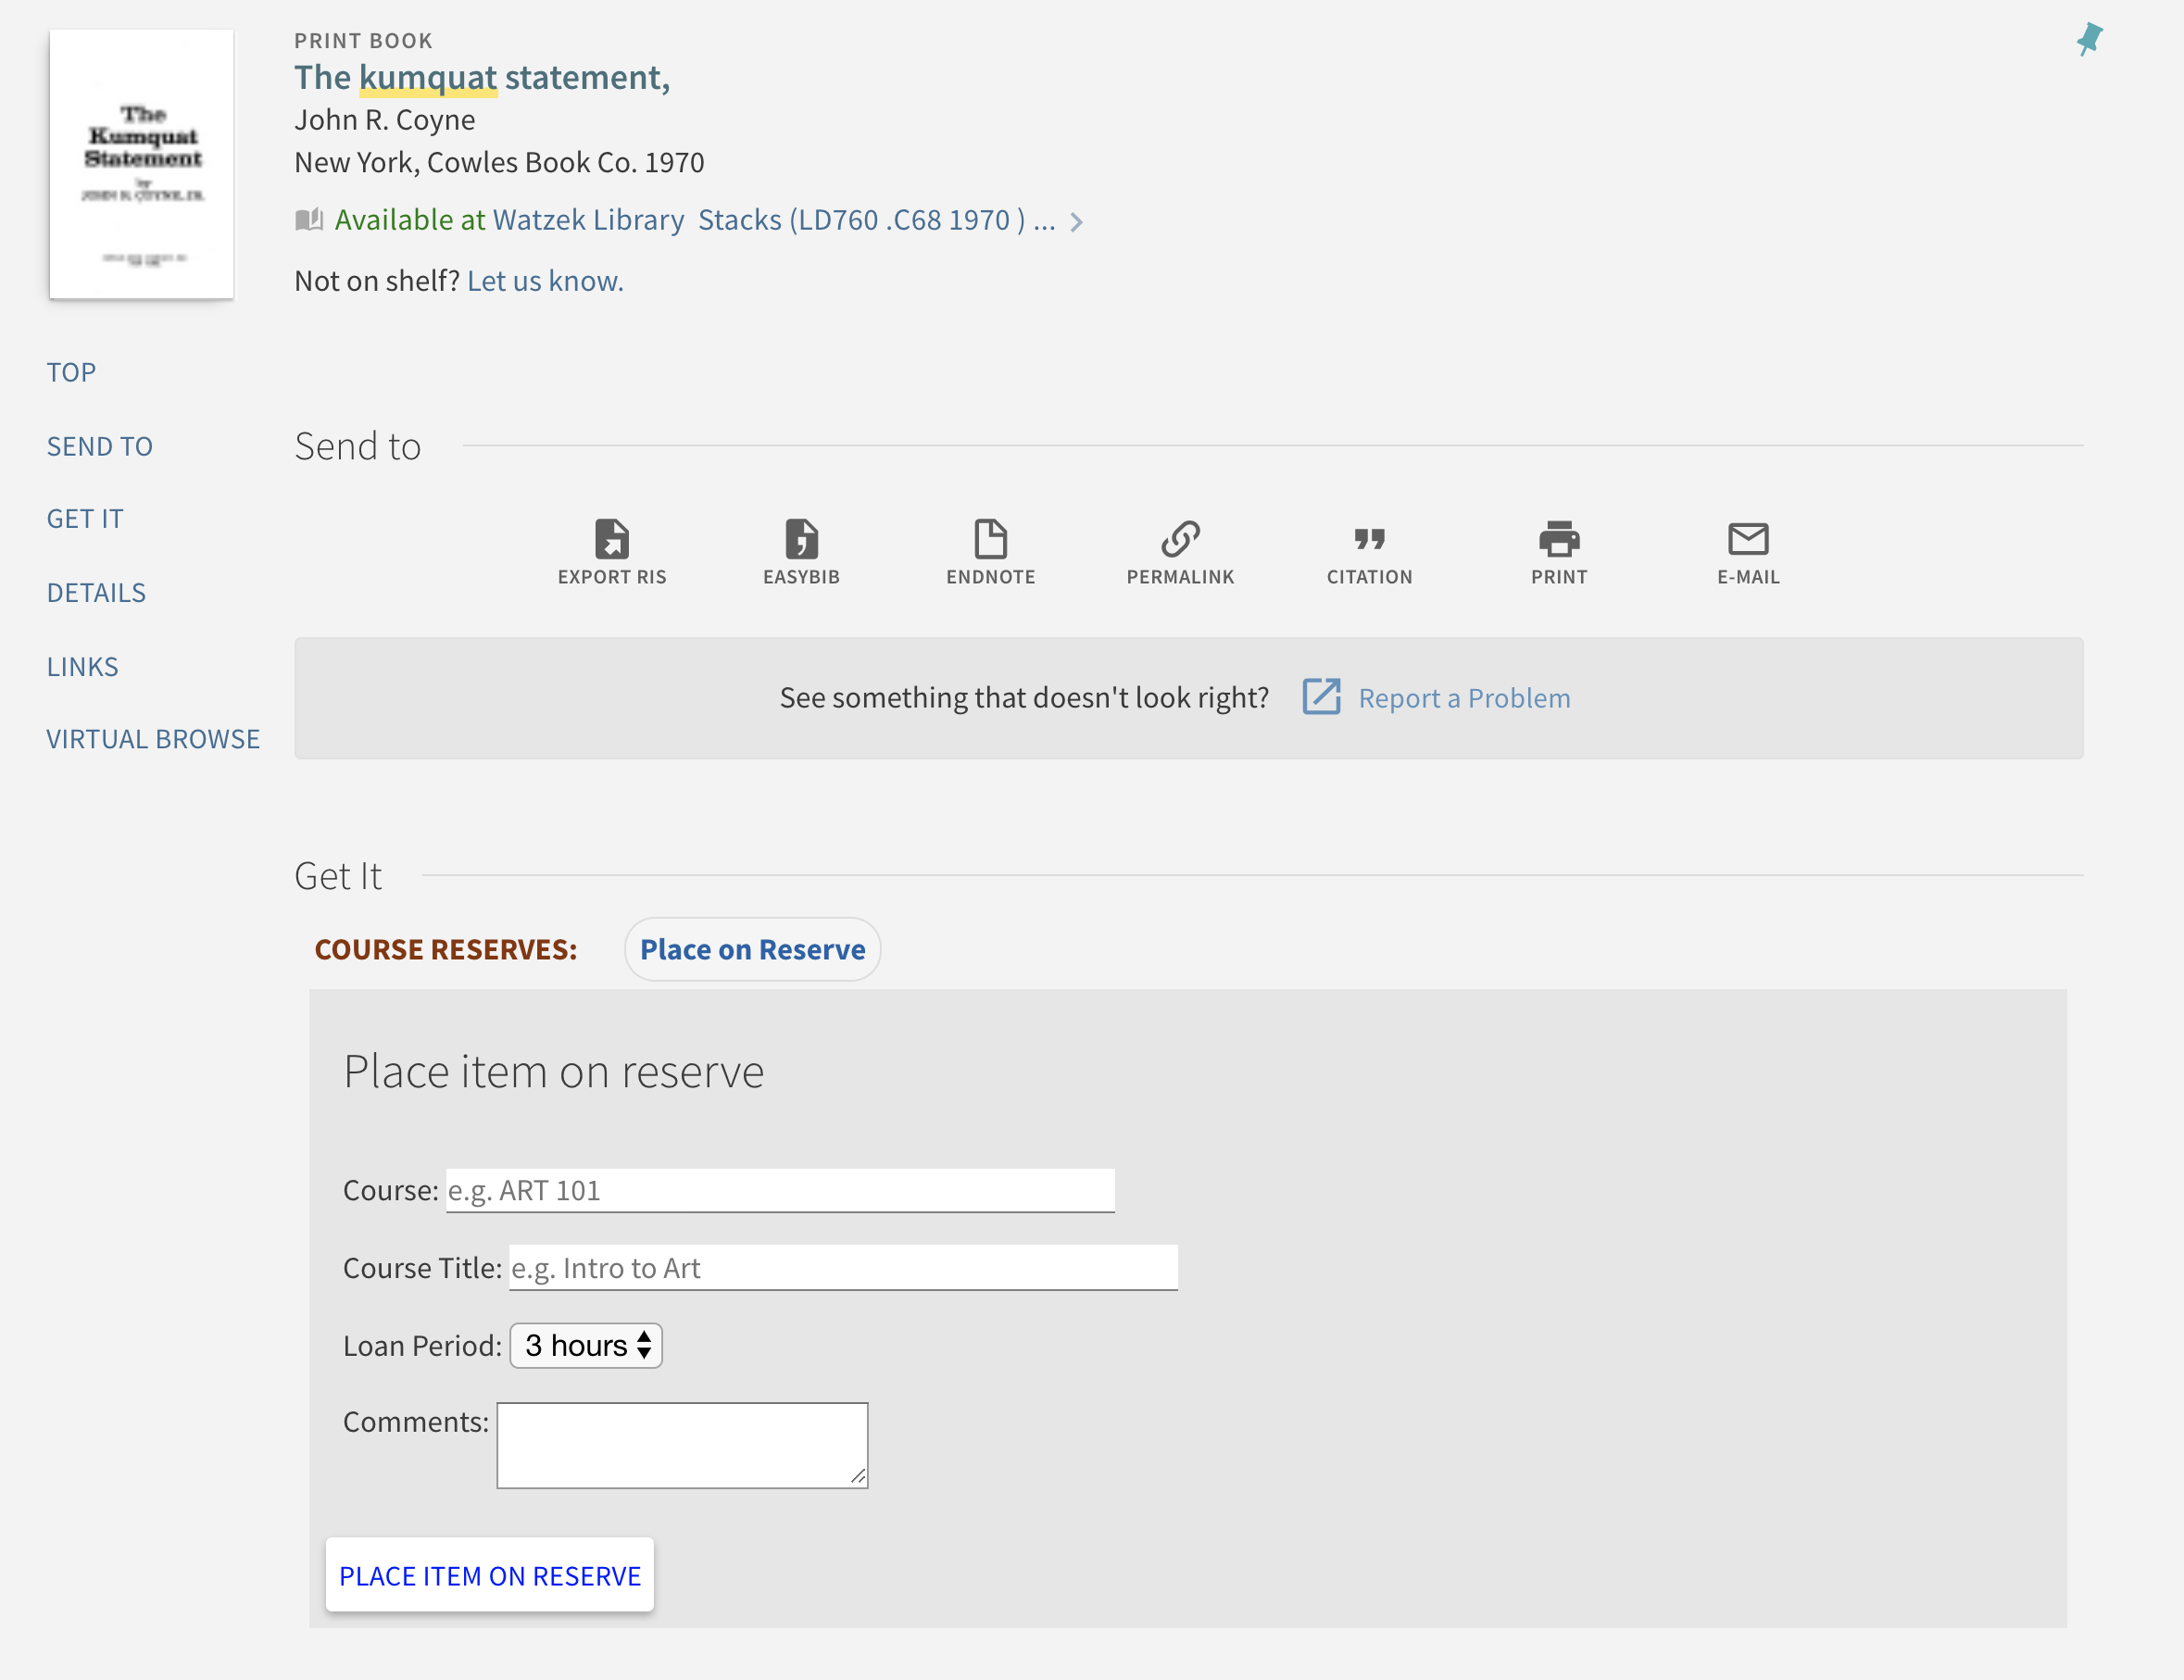 The
Kumquat
Statement
by
JOHN R. COYNE, JR.
PRINT BOOK
The kumquat statement,
John R. Coyne
New York, Cowles Book Co. 1970
Available at Watzek Library Stacks (LD760 .C68 1970 ) ...
Not on shelf? Let us know.
TOP
SEND TO
GET IT
DETAILS
LINKS
VIRTUAL BROWSE
Send to
EXPORT RIS
EASYBIB
ENDNOTE
PERMALINK
CITATION
PRINT
E-MAIL
See something that doesn't look right? Report a Problem
Get It
COURSE RESERVES: Place on Reserve
Place item on reserve
Course: e.g. ART 101
Course Title: e.g. Intro to Art
Loan Period: 3 hours
Comments:
PLACE ITEM ON RESERVE